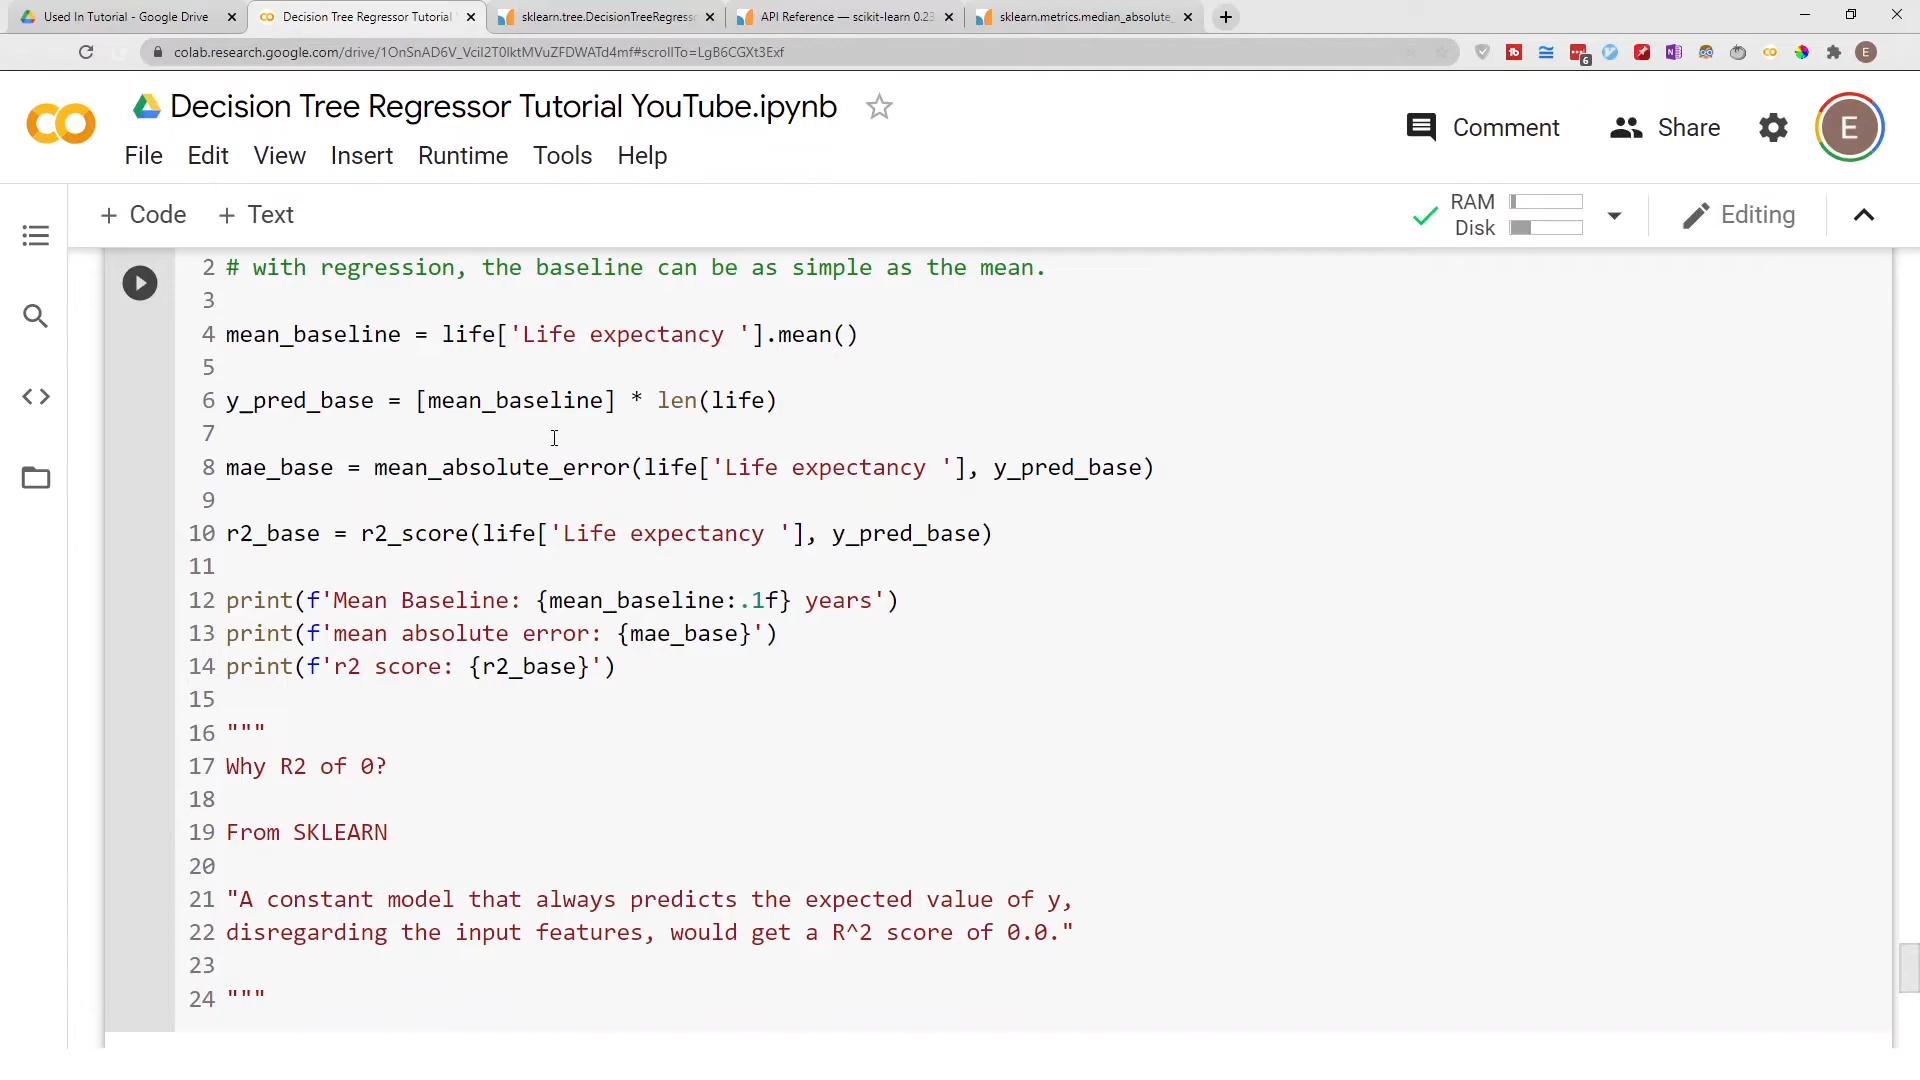 Used In Tutorial - Google Drive
Decision Tree Regressor Tutorial
sklearn.tree.DecisionTreeRegress
API Reference — scikit-learn 0.23
sklearn.metrics.median_absolute_
colab.research.google.com/drive/1OnSnAD6V_Vcil2T0lktMVuZFDWATd4mf#scrollTo=LgB6CGXt3Exf
6
E
Decision Tree Regressor Tutorial YouTube.ipynb
Comment
Share
E
File Edit View Insert Runtime Tools Help
+ Code + Text
RAM
Disk
Editing
2 # with regression, the baseline can be as simple as the mean.
3
4 mean_baseline = life['Life expectancy '].mean()
5
6 y_pred_base = [mean_baseline] * len(life)
7
8 mae_base = mean_absolute_error(life['Life expectancy '], y_pred_base)
9
10 r2_base = r2_score(life['Life expectancy '], y_pred_base)
11
12 print(f'Mean Baseline: {mean_baseline:.1f} years')
13 print(f'mean absolute error: {mae_base}')
14 print(f'r2 score: {r2_base}')
15
16 """
17 Why R2 of 0?
18
19 From SKLEARN
20
21 "A constant model that always predicts the expected value of y,
22 disregarding the input features, would get a R^2 score of 0.0."
23
24 """